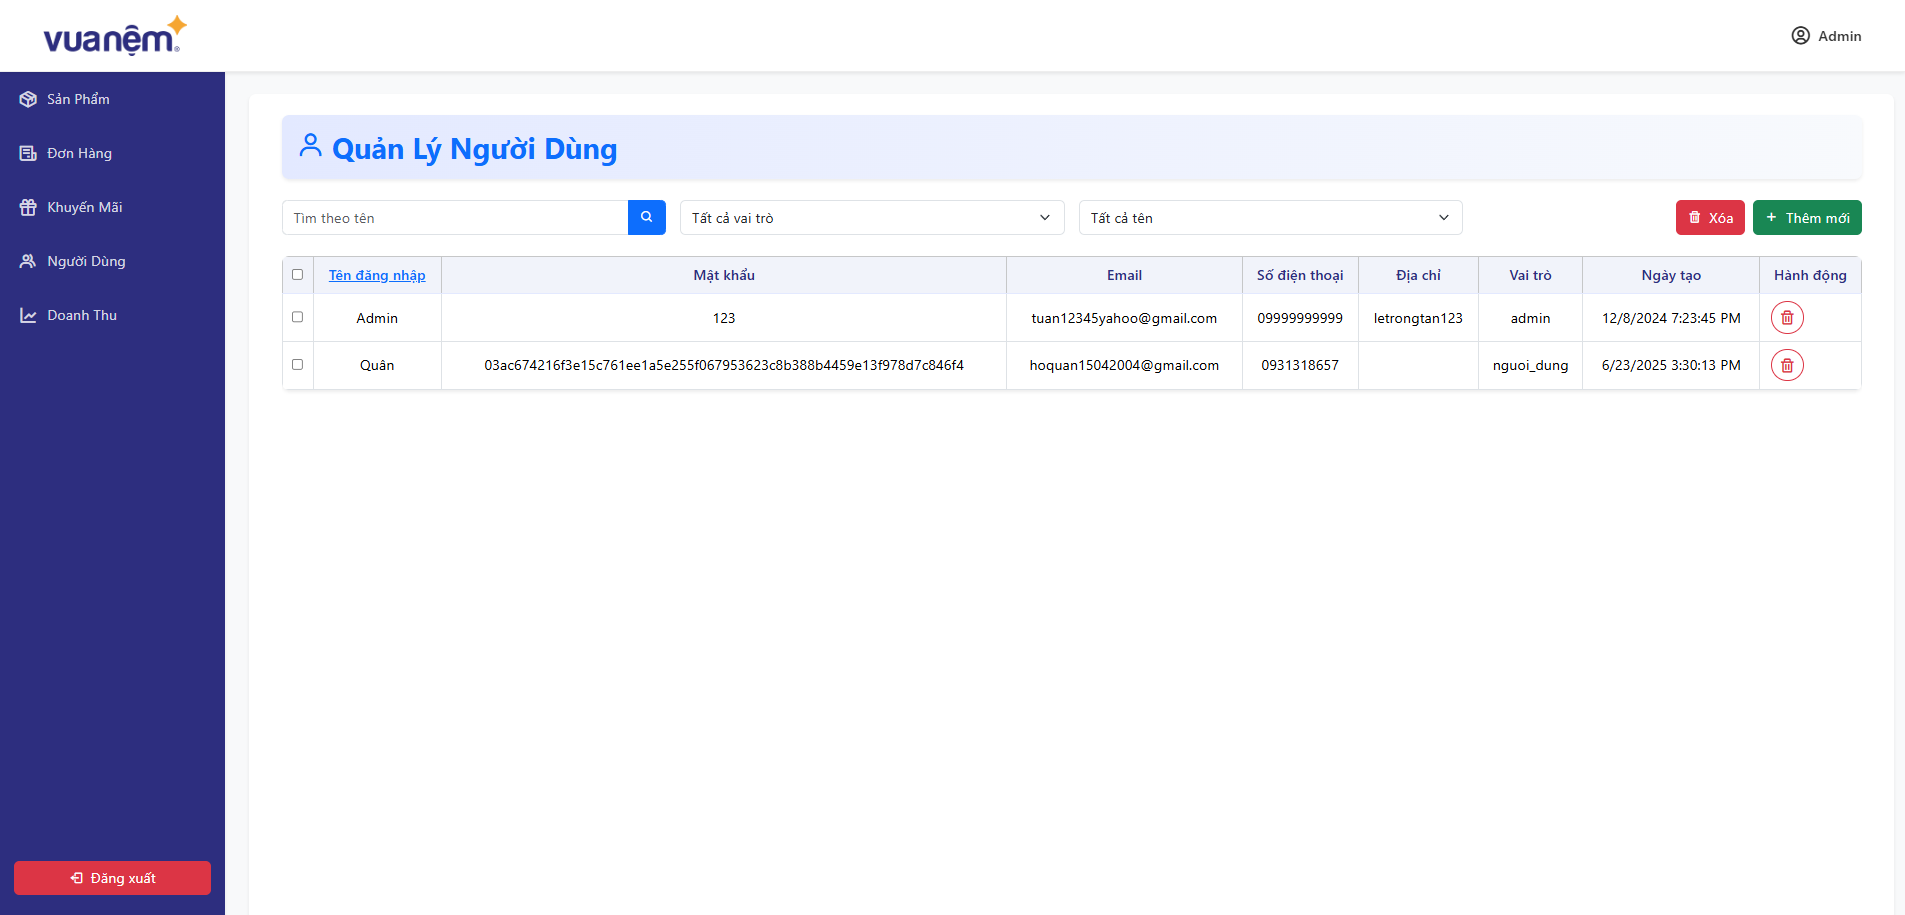 vuanệm®
Admin
Sản Phẩm
Đơn Hàng
Khuyến Mãi
Người Dùng
Doanh Thu
Đăng xuất
Quản Lý Người Dùng
Tìm theo tên
Tất cả vai trò
Tất cả tên
Xóa
+ Thêm mới
Tên đăng nhập Mật khẩu Email Số điện thoại Địa chỉ Vai trò Ngày tạo Hành động
Admin 123 tuan12345yahoo@gmail.com 09999999999 letrongtan123 admin 12/8/2024 7:23:45 PM
Quân 03ac674216f3e15c761ee1a5e255f067953623c8b388b4459e13f978d7c846f4 hoquan15042004@gmail.com 0931318657 nguoi_dung 6/23/2025 3:30:13 PM